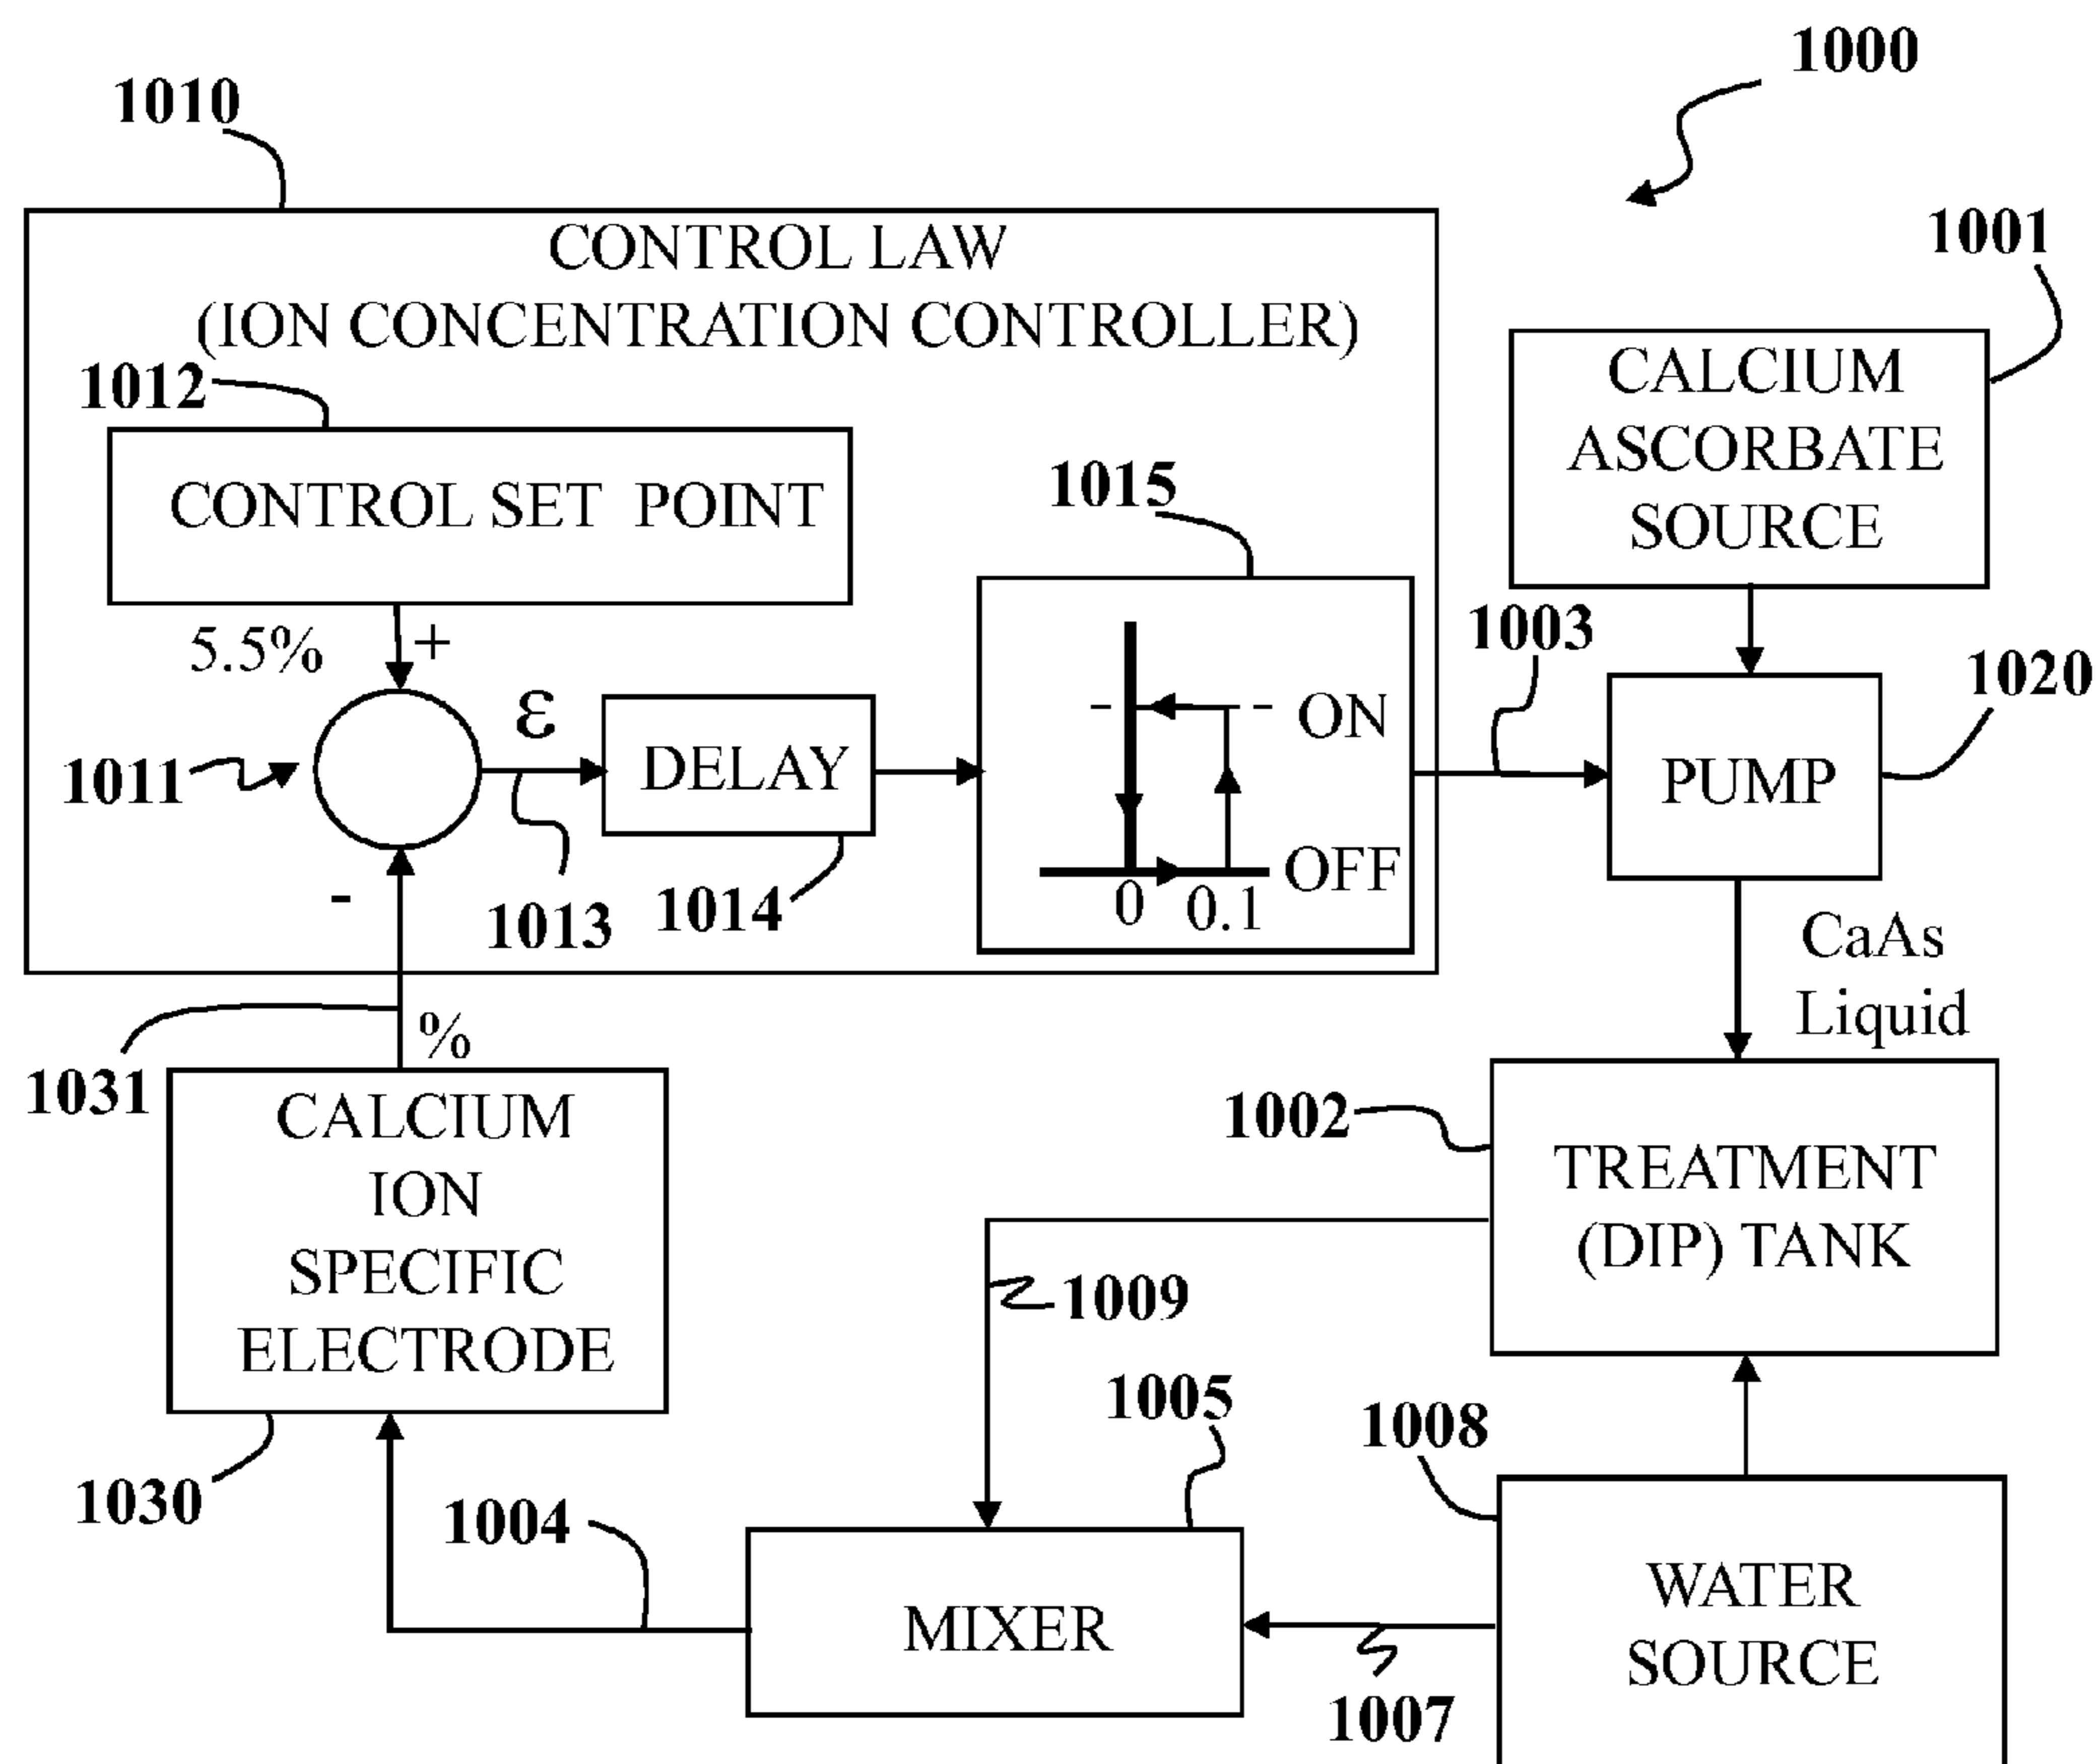 1000
1010
1001
CONTROL LAW
(ION CONCENTRATION CONTROLLER)
1012
CONTROL SET POINT
CALCIUM
ASCORBATE
SOURCE
1015
1003
1020
5.5%
+
ε
1011
DELAY
ON
OFF
0
0.1
PUMP
-
1013
1014
CaAs
Liquid
1031
%
CALCIUM
ION
SPECIFIC
ELECTRODE
1002
TREATMENT
(DIP) TANK
1009
1005
1008
1030
1004
MIXER
WATER
SOURCE
1007